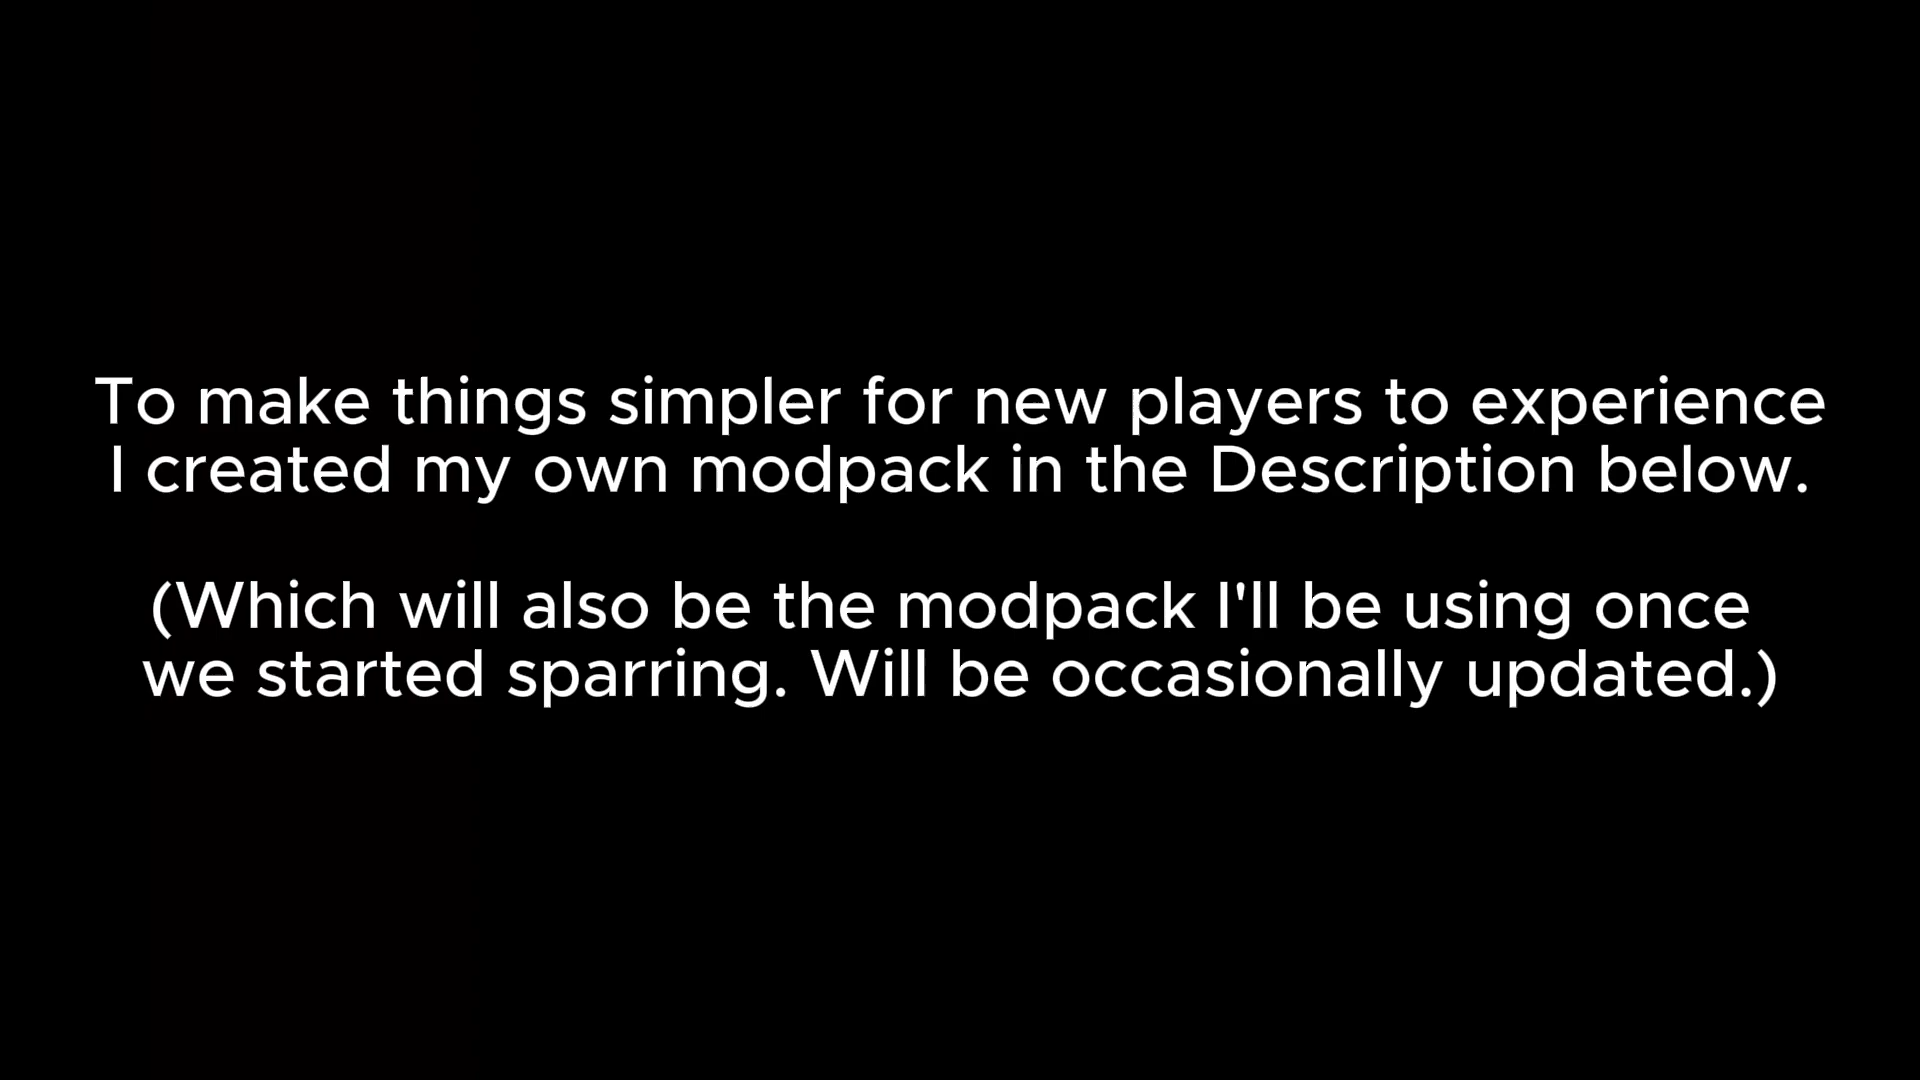 To make things simpler for new players to experience
I created my own modpack in the Description below.
(Which will also be the modpack I'll be using once
we started sparring. Will be occasionally updated.)